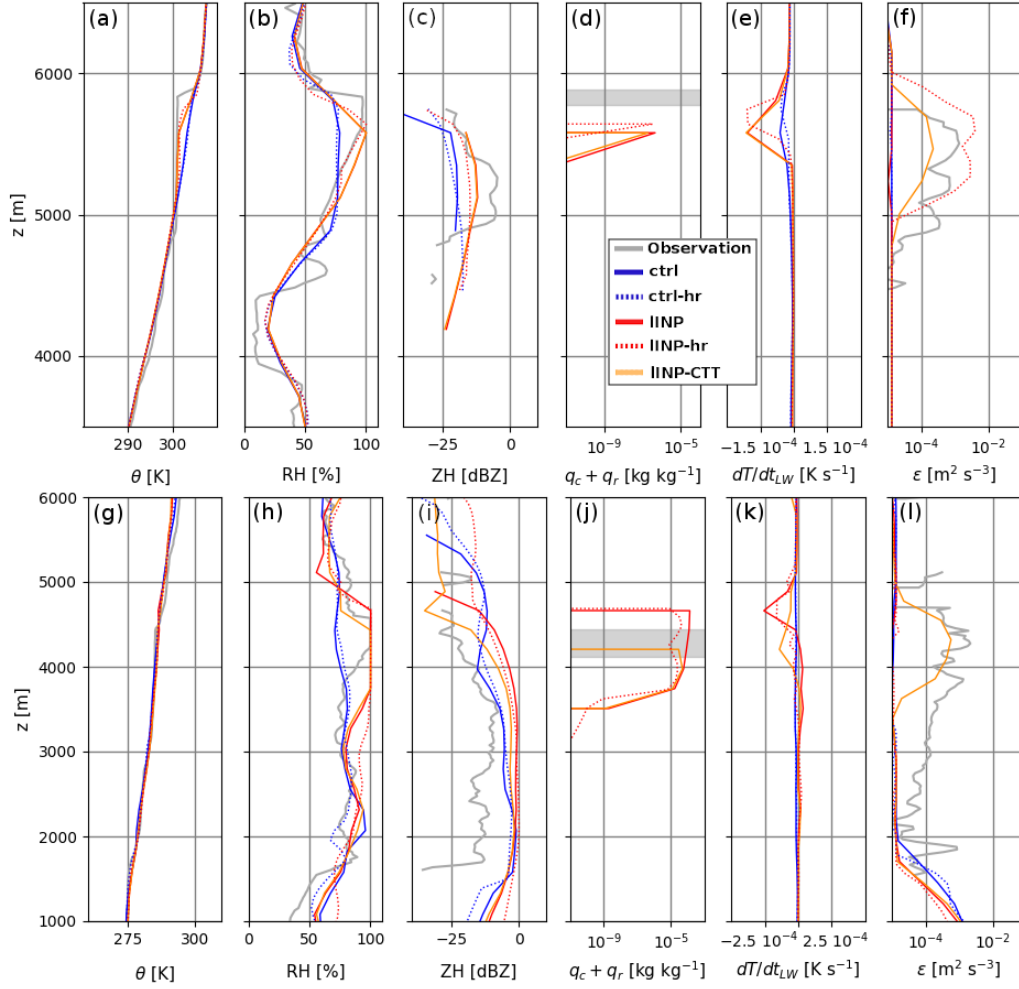 (a) (b) (c) (d) (e) (f)
6000
5000
4000
z [m]
290 300
0 50 100
−25 0
10⁻⁹ 10⁻⁵
-1.5 10⁻⁴ 1.5 10⁻⁴
10⁻⁴ 10⁻²
θ [K] RH [%] ZH [dBZ] q_c + q_r [kg kg⁻¹] dT/dt_LW [K s⁻¹] ε [m² s⁻³]
Observation
ctrl
ctrl-hr
lINP
lINP-hr
lINP-CTT
(g) (h) (i) (j) (k) (l)
6000
5000
4000
3000
2000
1000
z [m]
275 300
0 50 100
−25 0
10⁻⁹ 10⁻⁵
-2.5 10⁻⁴ 2.5 10⁻⁴
10⁻⁴ 10⁻²
θ [K] RH [%] ZH [dBZ] q_c + q_r [kg kg⁻¹] dT/dt_LW [K s⁻¹] ε [m² s⁻³]